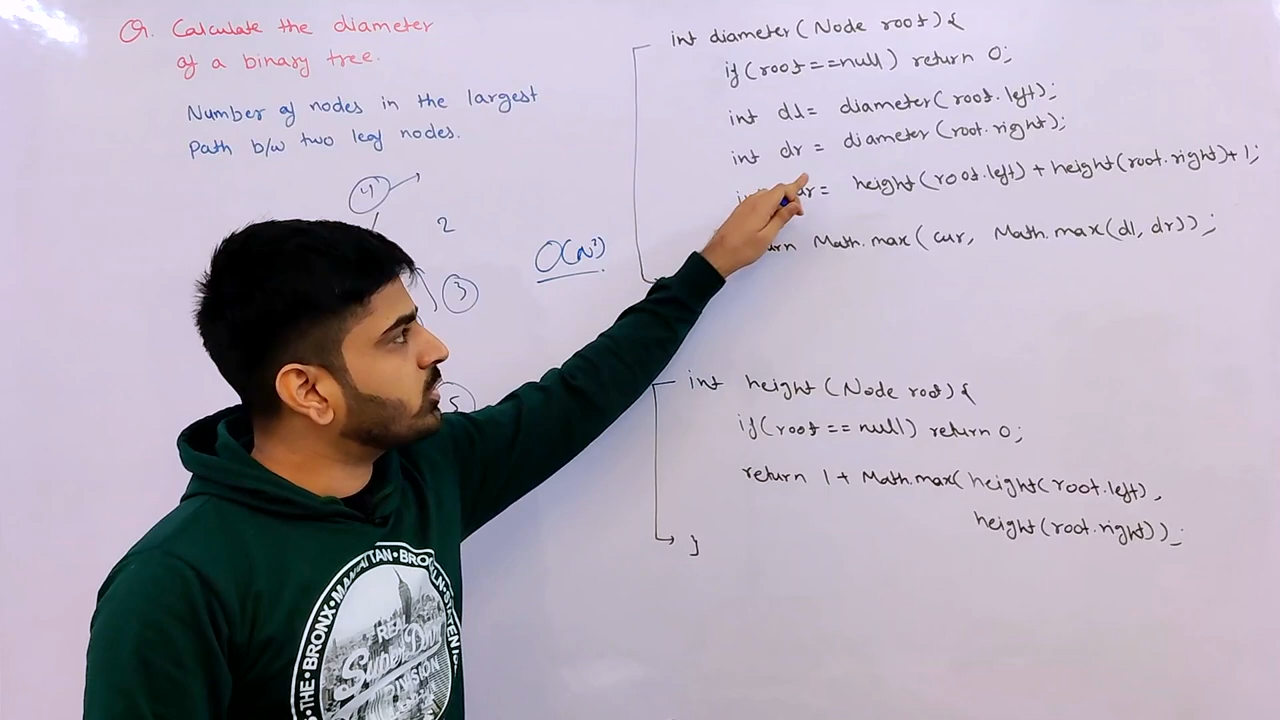 Q. Calculate the diameter
of a binary tree.
Number of nodes in the largest
Path b/w two leaf nodes.
4
2
3
5
O(N²)
int diameter(Node root){
if(root==null) return 0;
int dl= diameter(root.left);
int dr= diameter(root.right);
height(root.left)+height(root.right)+1;
Math.max(cur, Math.max(dl, dr));
int height(Node root){
if(root==null) return 0;
return 1+ Math.max(height(root.left),
height(root.right));
}
THE·BRONX·MANHATTAN·BROOKLYN
REAL
DIVISION